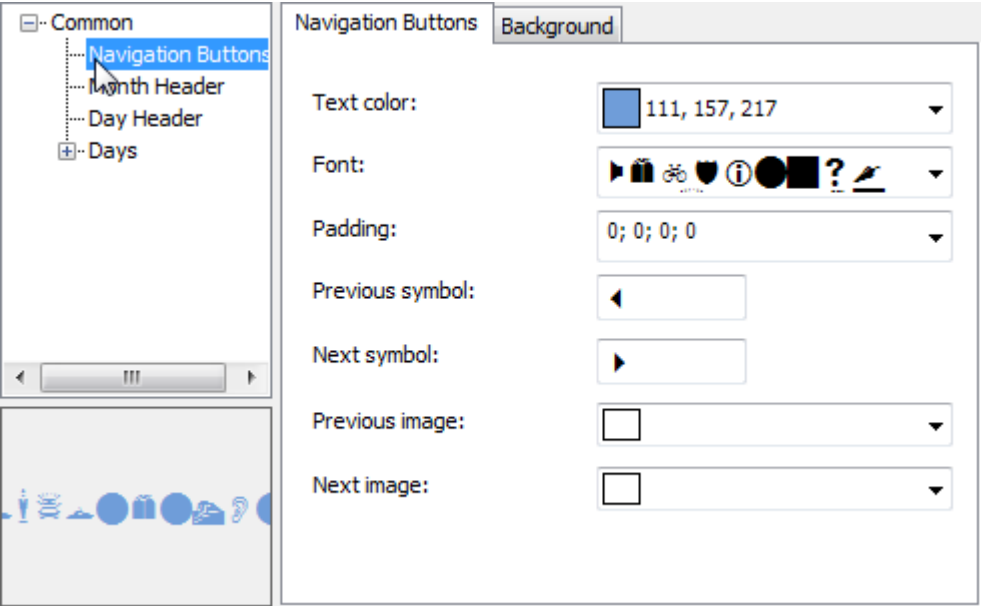 Common
Navigation Buttons
Month Header
Day Header
Days
Navigation Buttons
Background
Text color:
111, 157, 217
Font:
Padding:
0; 0; 0; 0
Previous symbol:
Next symbol:
Previous image:
Next image: